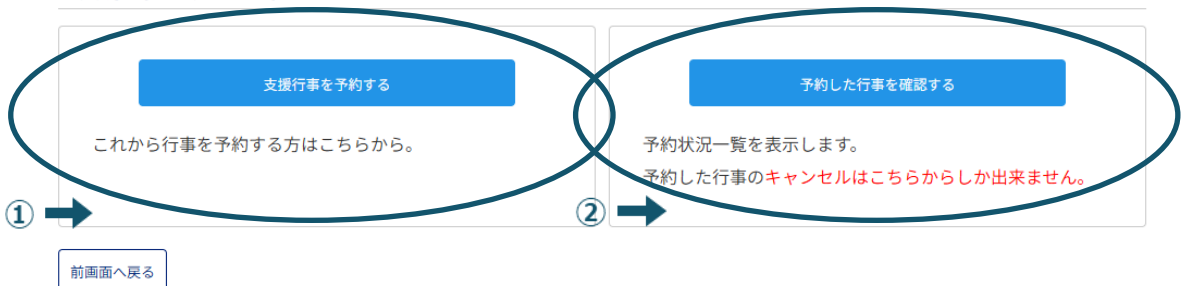 支援行事を予約する
これから行事を予約する方はこちらから。
①
予約した行事を確認する
予約状況一覧を表示します。
予約した行事のキャンセルはこちらからしか出来ません。
②
前画面へ戻る